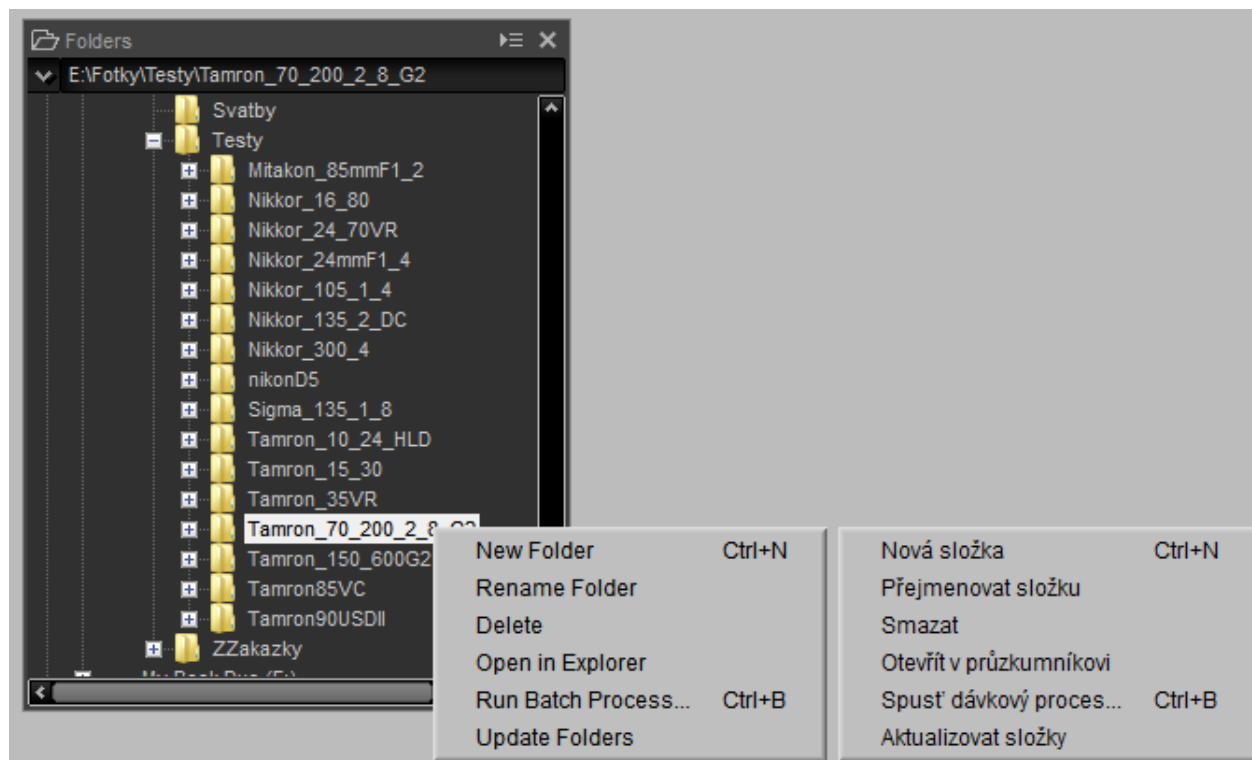 Folders
E:\Fotky\Testy\Tamron_70_200_2_8_G2
Svatby
Testy
Mitakon_85mmF1_2
Nikkor_16_80
Nikkor_24_70VR
Nikkor_24mmF1_4
Nikkor_105_1_4
Nikkor_135_2_DC
Nikkor_300_4
nikonD5
Sigma_135_1_8
Tamron_10_24_HLD
Tamron_15_30
Tamron_35VR
Tamron_70_200_2_8_G2
Tamron_150_600G2
Tamron85VC
Tamron90USDII
ZZakazky
New Folder Ctrl+N
Rename Folder
Delete
Open in Explorer
Run Batch Process... Ctrl+B
Update Folders
Nová složka Ctrl+N
Přejmenovat složku
Smazat
Otevřít v průzkumníkovi
Spusť dávkový proces... Ctrl+B
Aktualizovat složky